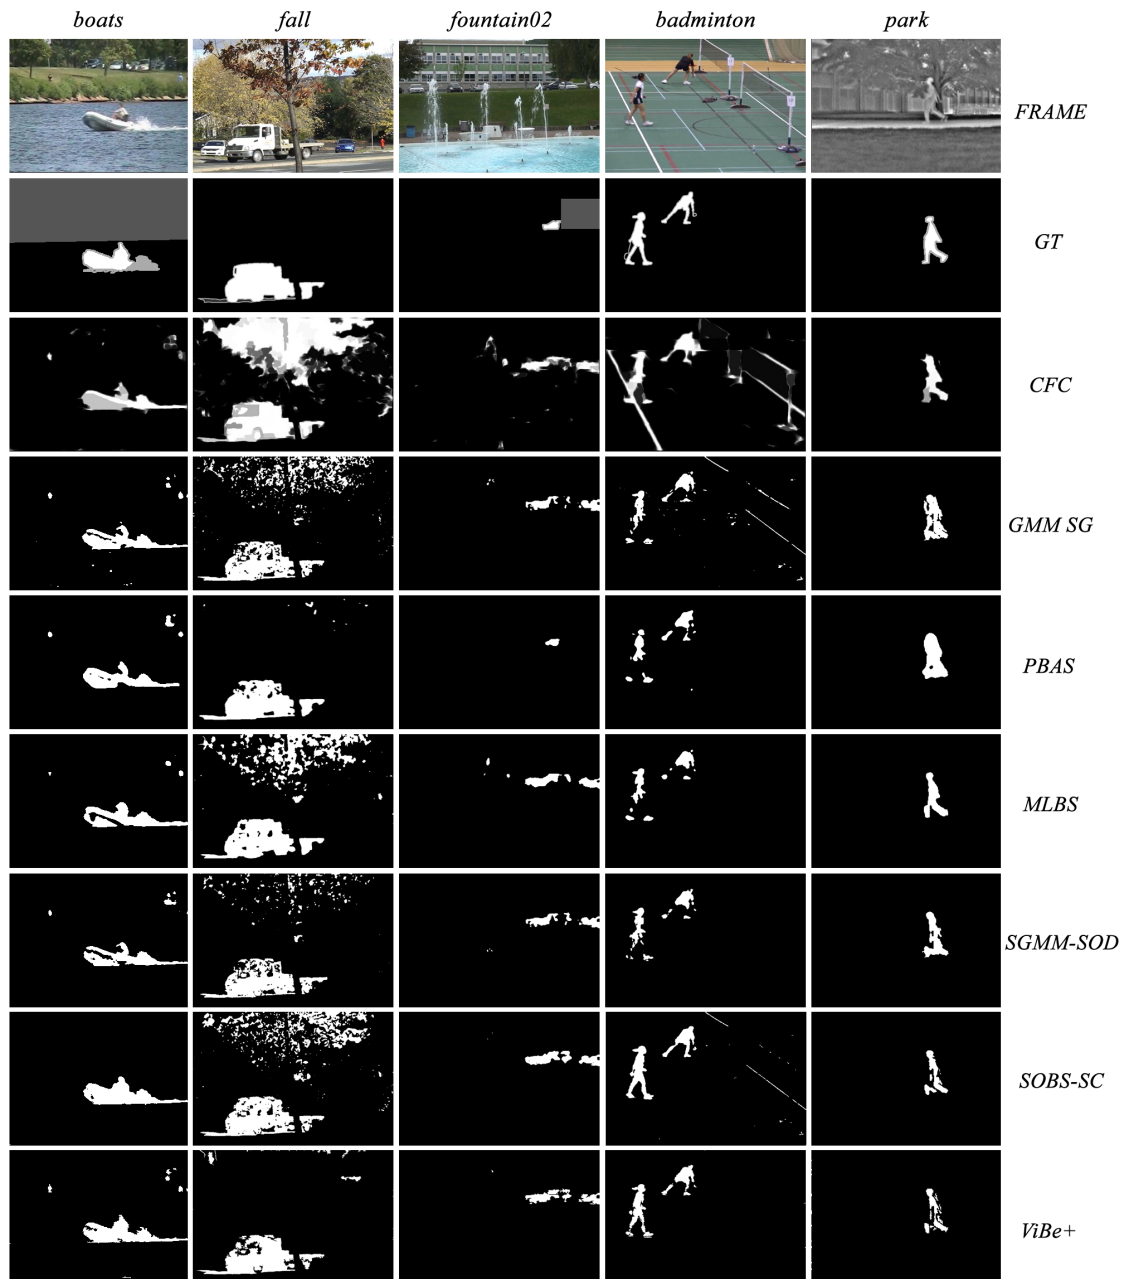 boats fall fountain02 badminton park
FRAME
GT
CFC
GMM SG
PBAS
MLBS
SGMM-SOD
SOBS-SC
ViBe+